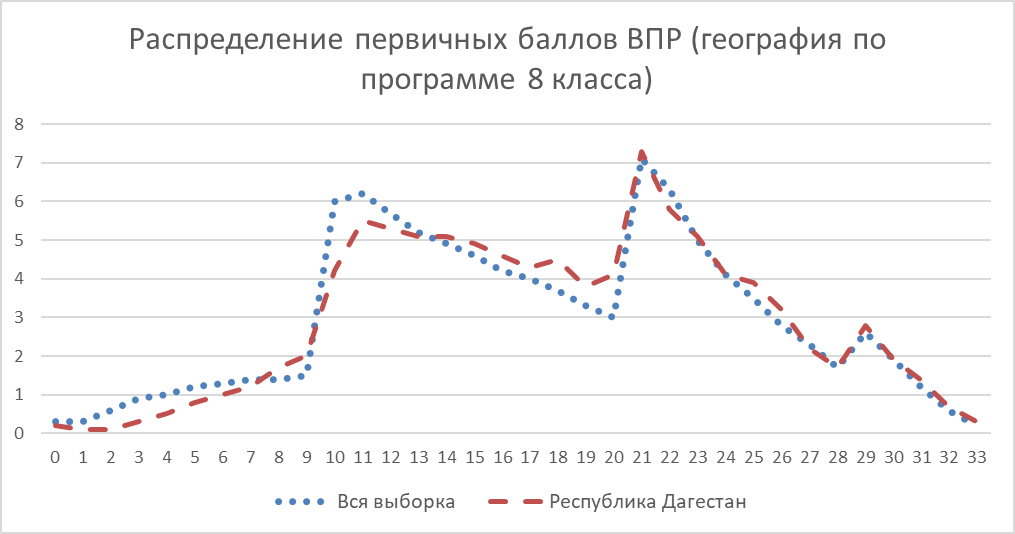 Распределение первичных баллов ВПР (география по
программе 8 класса)
8
7
6
5
4
3
2
1
0
0 1 2 3 4 5 6 7 8 9 10 11 12 13 14 15 16 17 18 19 20 21 22 23 24 25 26 27 28 29 30 31 32 33
Вся выборка Республика Дагестан